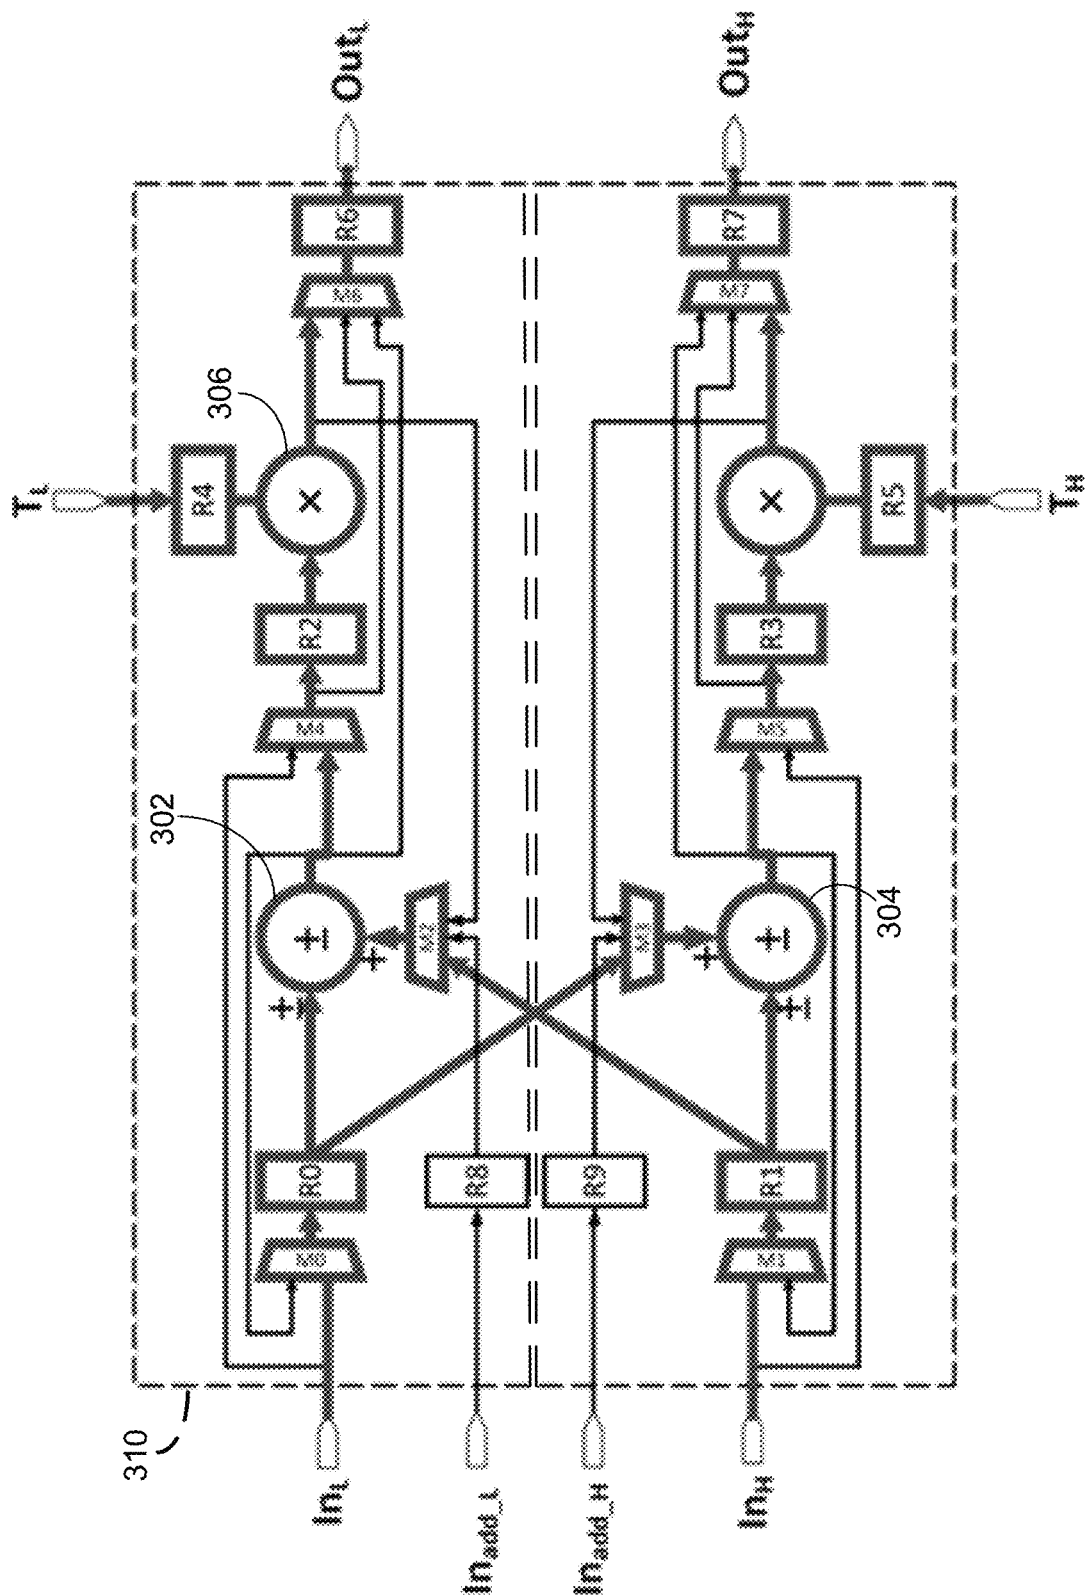 Out_L
Out_H
R6
R7
M6
M7
306
T_L
R4
×
×
R5
T_H
R2
R3
M4
M5
302
304
±
±
M2
M3
+
+
±
±
R0
R8
R9
R1
M0
310
In_L
In_add_L
In_add_H
In_H